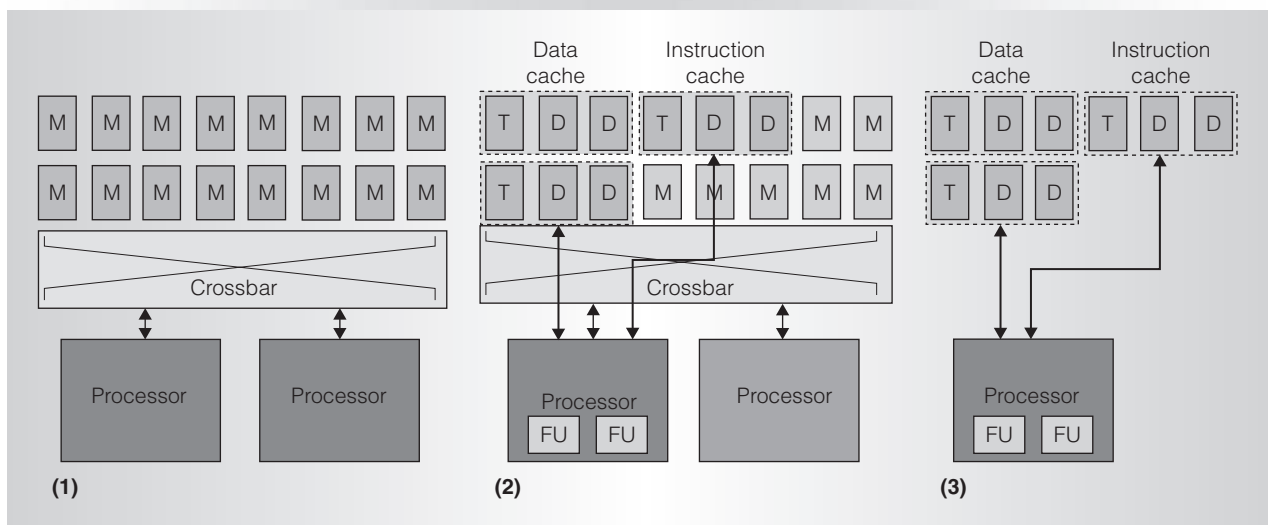 Data cache
Instruction cache
Data cache
Instruction cache
M M M M M M M M
T D D
T D D
M M
T D D
T D D
M M M M M M M M
T D D
M M M M M
T D D
Crossbar
Crossbar
Processor
Processor
Processor
FU FU
Processor
Processor
FU FU
(1)
(2)
(3)